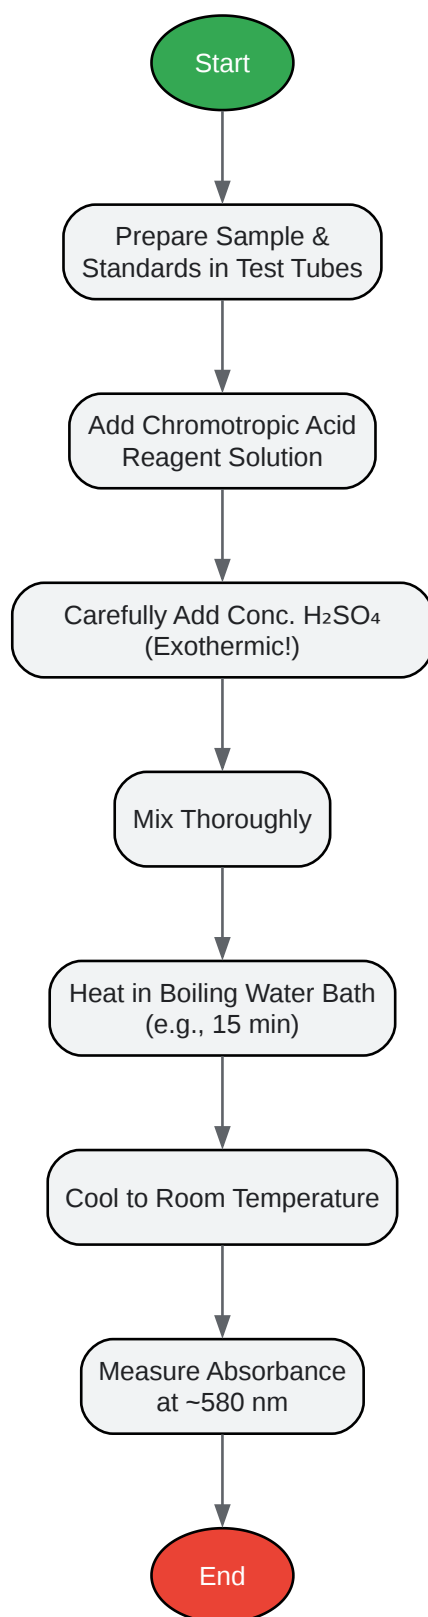 Start
Prepare Sample &
Standards in Test Tubes
Add Chromotropic Acid
Reagent Solution
Carefully Add Conc. H₂SO₄
(Exothermic!)
Mix Thoroughly
Heat in Boiling Water Bath
(e.g., 15 min)
Cool to Room Temperature
Measure Absorbance
at ~580 nm
End